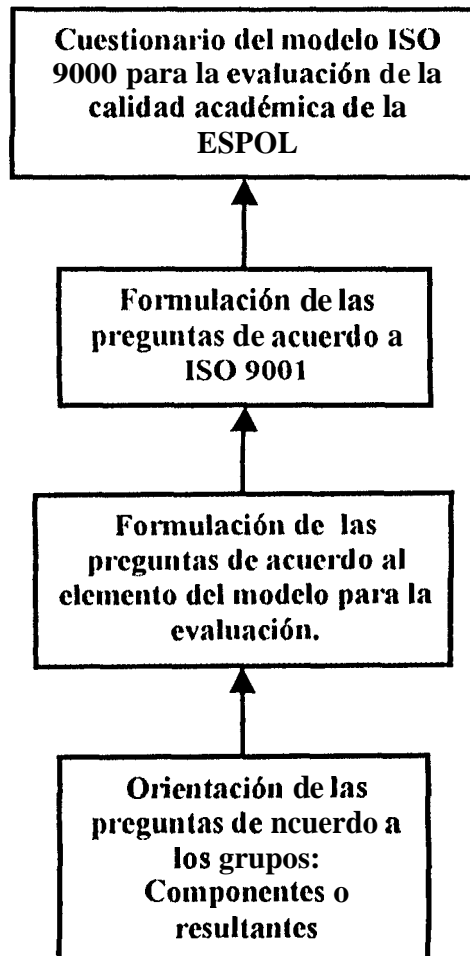 Cuestionario del modelo ISO
9000 para la evaluación de la
calidad académica de la
ESPOL
Formulación de las
preguntas de acuerdo a
ISO 9001
Formulación de las
preguntas de acuerdo al
elemento del modelo para la
evaluación.
Orientación de las
preguntas de ncuerdo a
los grupos:
Componentes o
resultantes